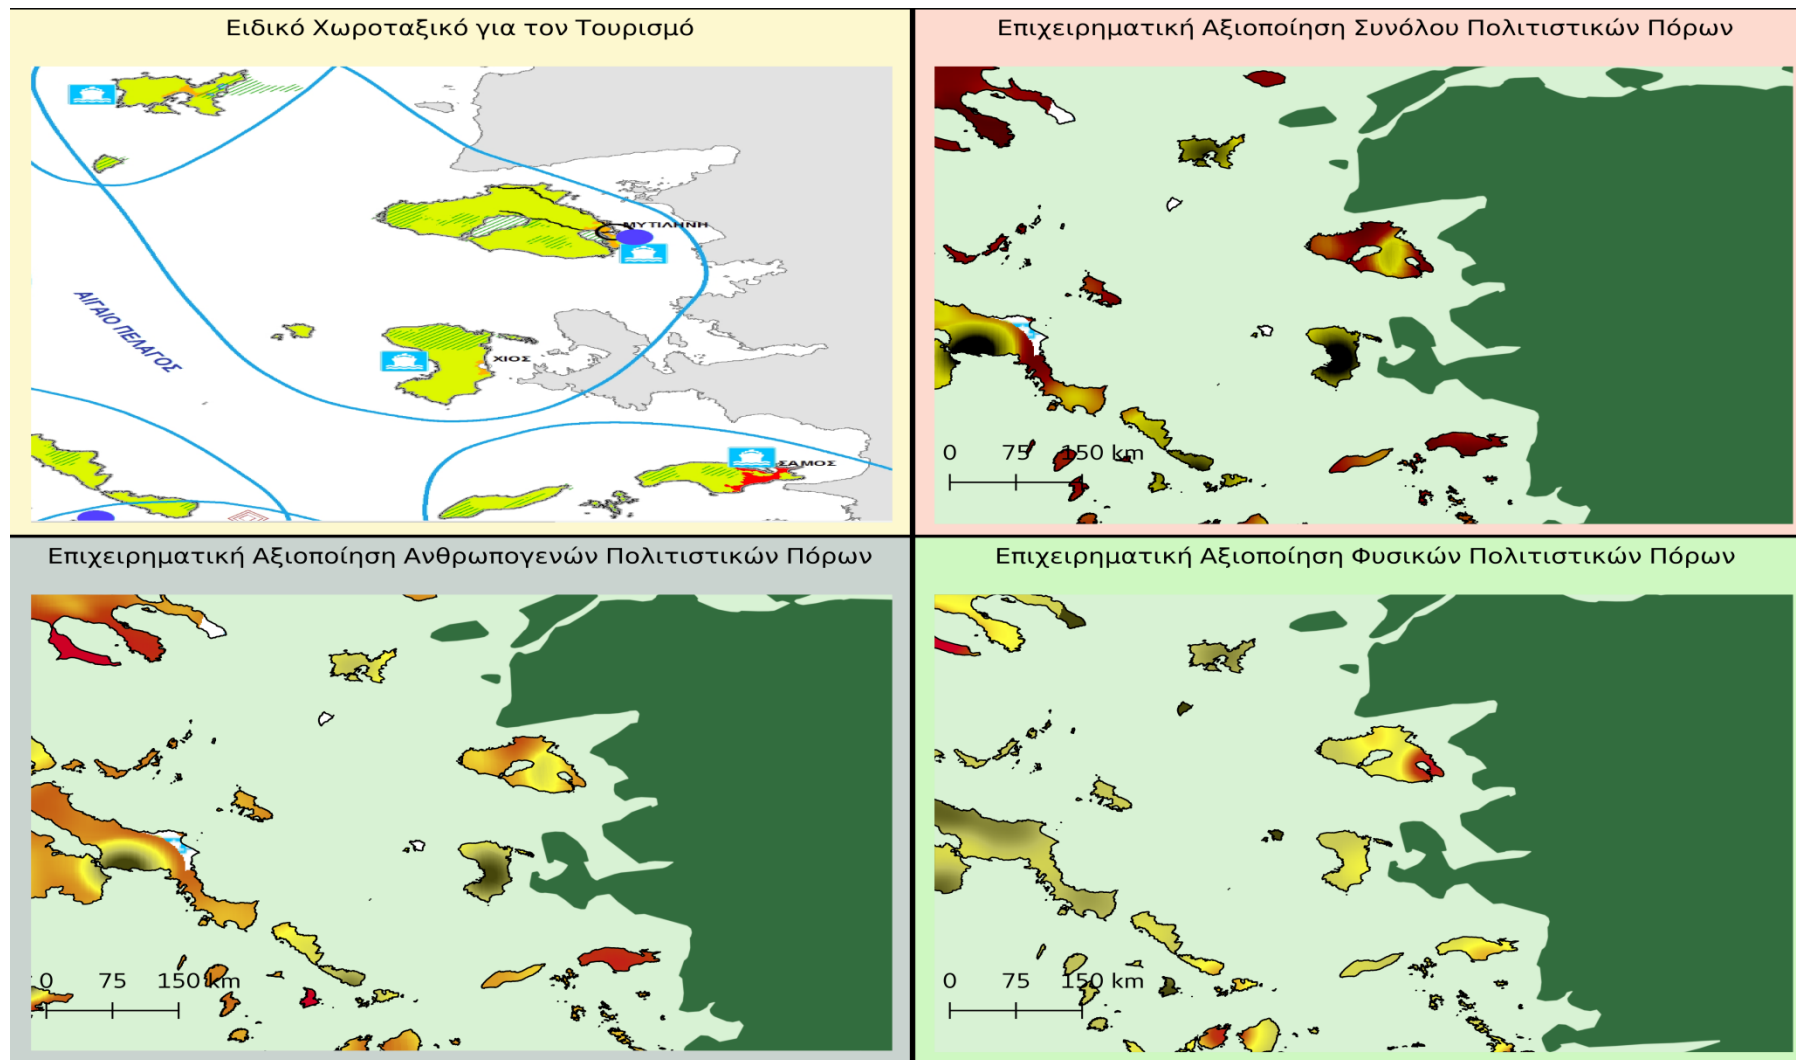 Ειδικό Χωροταξικό για τον Τουρισμό
ΜΥΤΙΛΗΝΗ
ΑΙΓΑΙΟ ΠΕΛΑΓΟΣ
ΧΙΟΣ
ΣΑΜΟΣ
Επιχειρηματική Αξιοποίηση Συνόλου Πολιτιστικών Πόρων
0 75 150 km
Επιχειρηματική Αξιοποίηση Ανθρωπογενών Πολιτιστικών Πόρων
0 75 150 km
Επιχειρηματική Αξιοποίηση Φυσικών Πολιτιστικών Πόρων
0 75 150 km